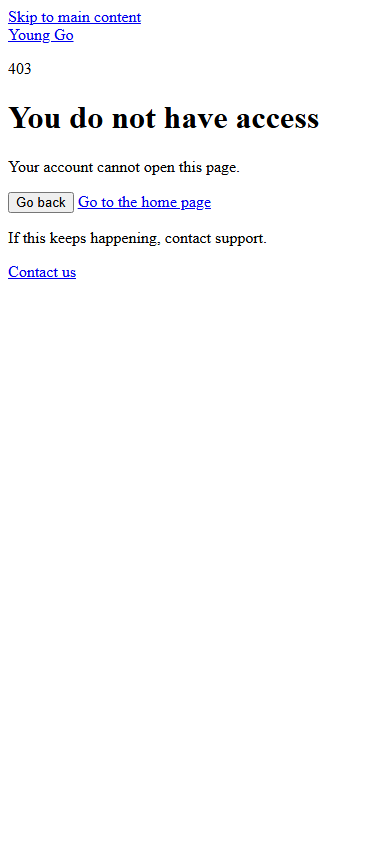 Skip to main content
Young Go
403
You do not have access
Your account cannot open this page.
Go back Go to the home page
If this keeps happening, contact support.
Contact us